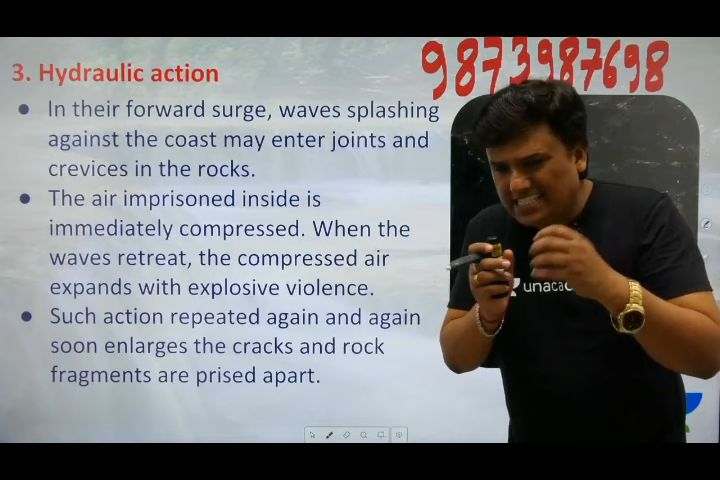 9873987698
3. Hydraulic action
● In their forward surge, waves splashing
against the coast may enter joints and
crevices in the rocks.
● The air imprisoned inside is
immediately compressed. When the
waves retreat, the compressed air
expands with explosive violence.
● Such action repeated again and again
soon enlarges the cracks and rock
fragments are prised apart.
unaca